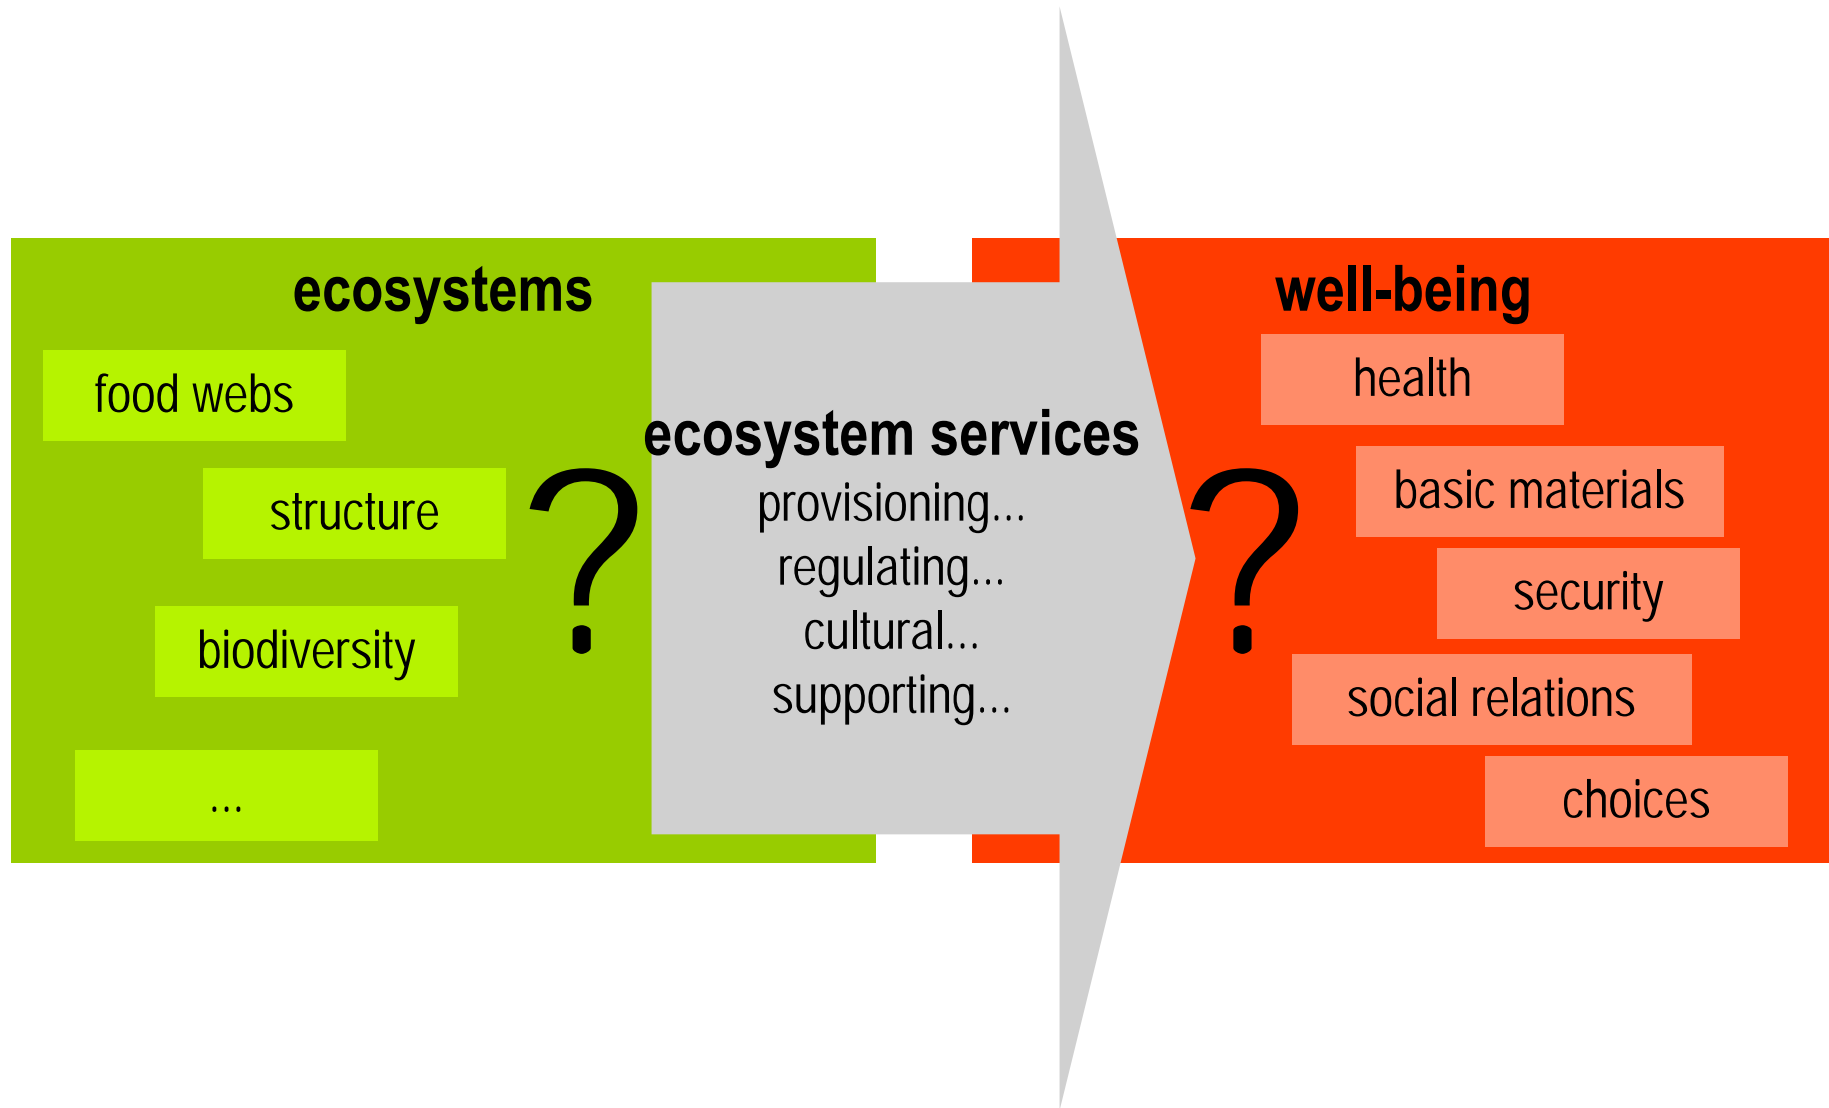 ecosystems
food webs
structure
biodiversity
...
?
ecosystem services
provisioning...
regulating...
cultural...
supporting...
?
well-being
health
basic materials
security
social relations
choices